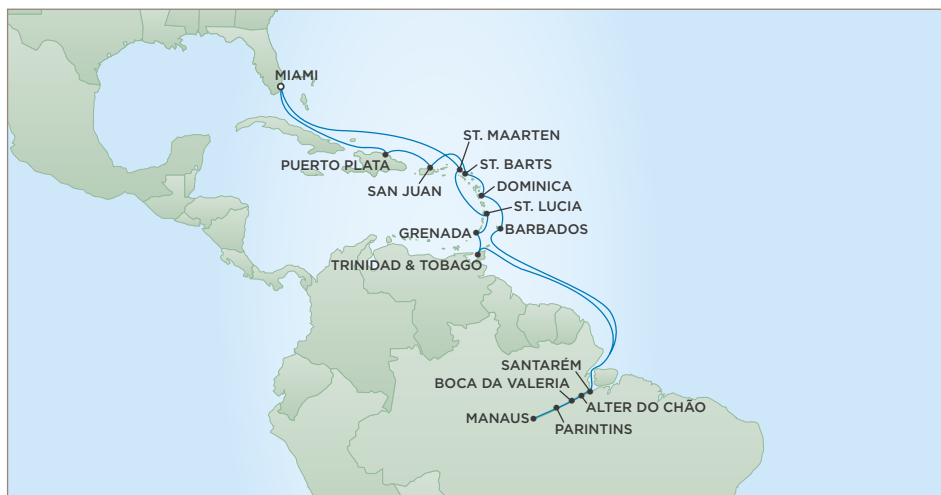 MIAMI
ST. MAARTEN
PUERTO PLATA
ST. BARTS
SAN JUAN
DOMINICA
ST. LUCIA
GRENADA
BARBADOS
TRINIDAD & TOBAGO
SANTARÉM
BOCA DA VALERIA
ALTER DO CHÃO
MANAUS
PARINTINS